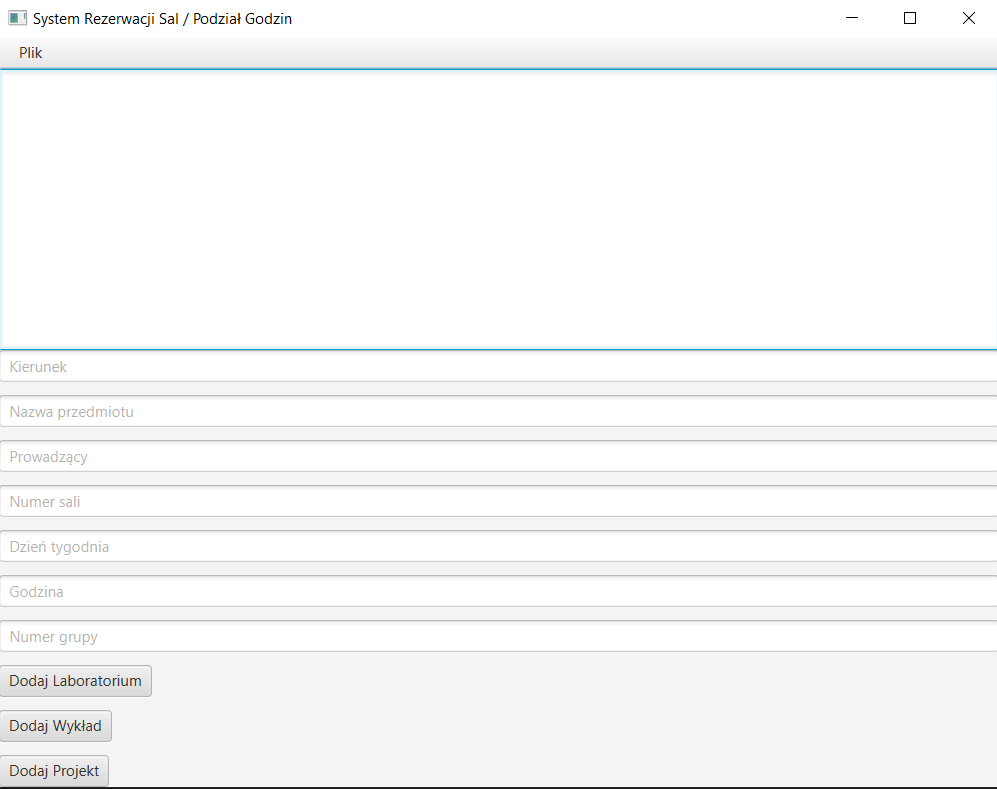 System Rezerwacji Sal / Podział Godzin
Plik
Kierunek
Nazwa przedmiotu
Prowadzący
Numer sali
Dzień tygodnia
Godzina
Numer grupy
Dodaj Laboratorium
Dodaj Wykład
Dodaj Projekt